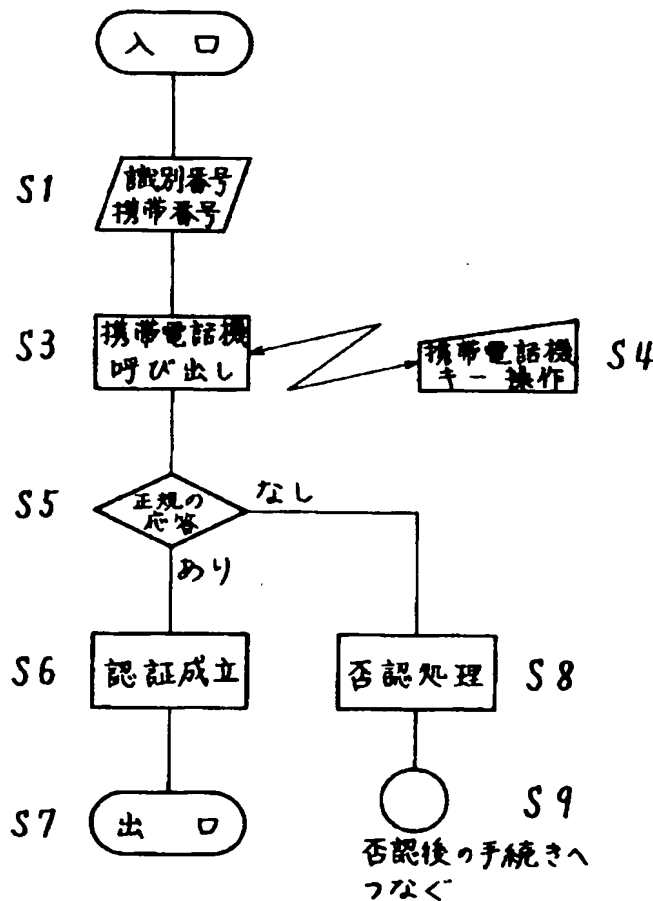 入 口
S1
識別番号
携帯番号
S3
携帯電話機
呼び出し
携帯電話機
キー操作
S4
S5
正規の
応答
なし
あり
S6
認証成立
否認処理
S8
S7
出 口
S9
否認後の手続きへ
つなぐ